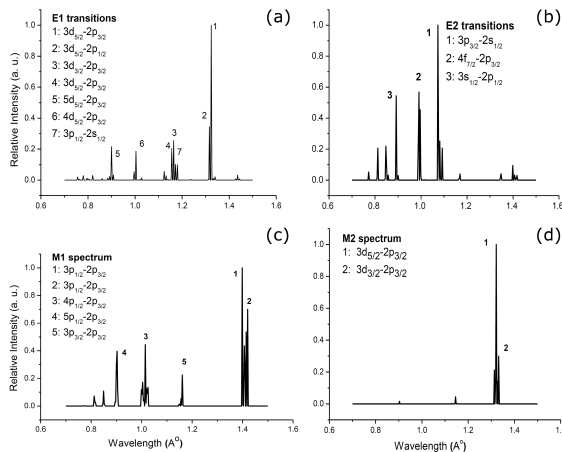 (a)
E1 transitions
1: 3d5/2-2p3/2
2: 3d5/2-2p1/2
3: 3d3/2-2p3/2
4: 3d5/2-2p3/2
5: 5d5/2-2p3/2
6: 4d5/2-2p3/2
7: 3p1/2-2s1/2
1
2
3
4
5
6
7
Relative Intensity (a. u.)
1.0
0.8
0.6
0.4
0.2
0.0
0.6 0.8 1.0 1.2 1.4 1.6
(b)
E2 transitions
1: 3p3/2-2s1/2
2: 4f7/2-2p3/2
3: 3s1/2-2p1/2
1
2
3
1.0
0.8
0.6
0.4
0.2
0.0
0.6 0.8 1.0 1.2 1.4 1.6
(c)
M1 spectrum
1: 3p1/2-2p3/2
2: 3p1/2-2p3/2
3: 4p1/2-2p3/2
4: 5p1/2-2p3/2
5: 3p3/2-2p3/2
1
2
3
4
5
Relative Intensity (a. u.)
1.0
0.8
0.6
0.4
0.2
0.0
0.6 0.8 1.0 1.2 1.4 1.6
Wavelength (Aº)
(d)
M2 spectrum
1: 3d5/2-2p3/2
2: 3d3/2-2p3/2
1
2
1.0
0.8
0.6
0.4
0.2
0.0
0.6 0.8 1.0 1.2 1.4 1.6
Wavelength (Aº)